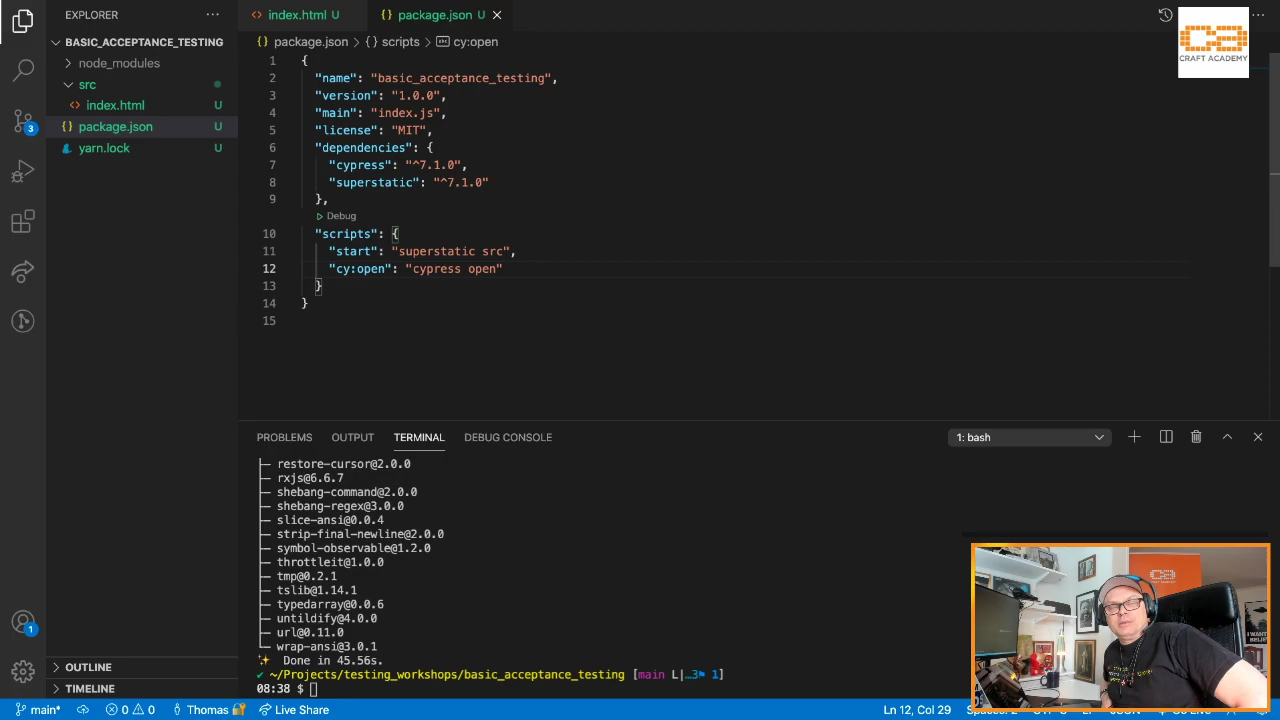 EXPLORER
BASIC_ACCEPTANCE_TESTING
node_modules
src
index.html U
package.json U
yarn.lock U
OUTLINE
TIMELINE
index.html U
package.json U
package.json > {} scripts > cy:open
1 {
2 "name": "basic_acceptance_testing",
3 "version": "1.0.0",
4 "main": "index.js",
5 "license": "MIT",
6 "dependencies": {
7 "cypress": "^7.1.0",
8 "superstatic": "^7.1.0"
9 },
Debug
10 "scripts": {
11 "start": "superstatic src",
12 "cy:open": "cypress open"
13 }
14 }
15
CRAFT ACADEMY
PROBLEMS OUTPUT TERMINAL DEBUG CONSOLE
1: bash
restore-cursor@2.0.0
rxjs@6.6.7
shebang-command@2.0.0
shebang-regex@3.0.0
slice-ansi@0.0.4
strip-final-newline@2.0.0
symbol-observable@1.2.0
throttleit@1.0.0
tmp@0.2.1
tslib@1.14.1
typedarray@0.0.6
untildify@4.0.0
url@0.11.0
wrap-ansi@3.0.1
Done in 45.56s.
~/Projects/testing_workshops/basic_acceptance_testing [main L|…3⚑ 1]
08:38 $
3
1
main* 0 0 Thomas Live Share
Ln 12, Col 29